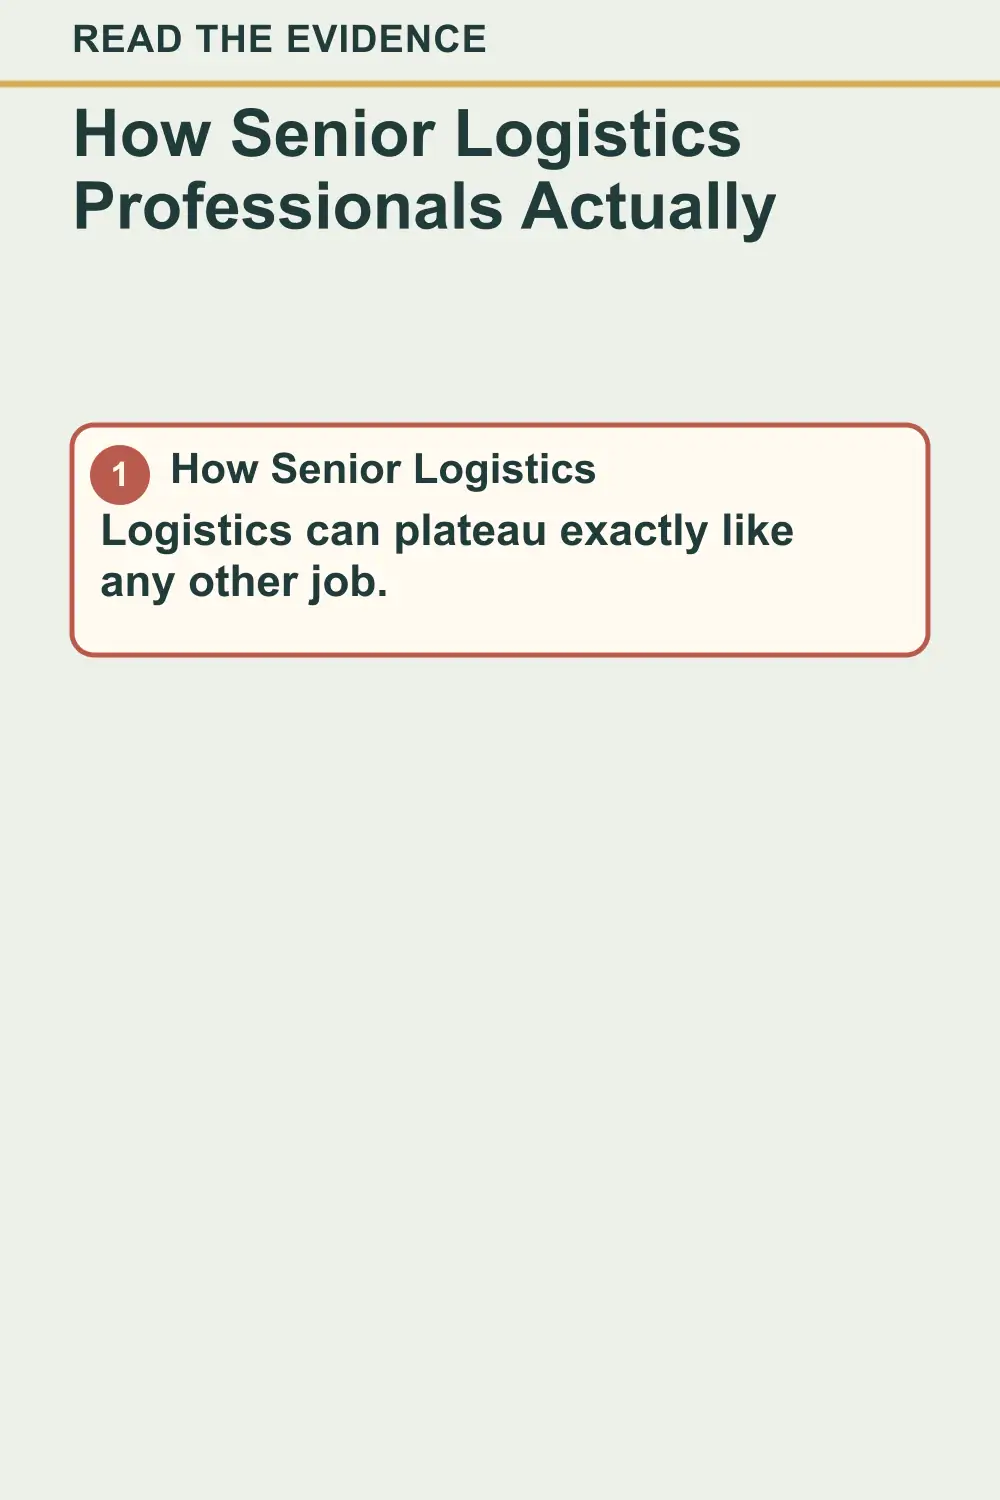 READ THE EVIDENCE
How Senior Logistics
Professionals Actually
1 How Senior Logistics
Logistics can plateau exactly like
any other job.